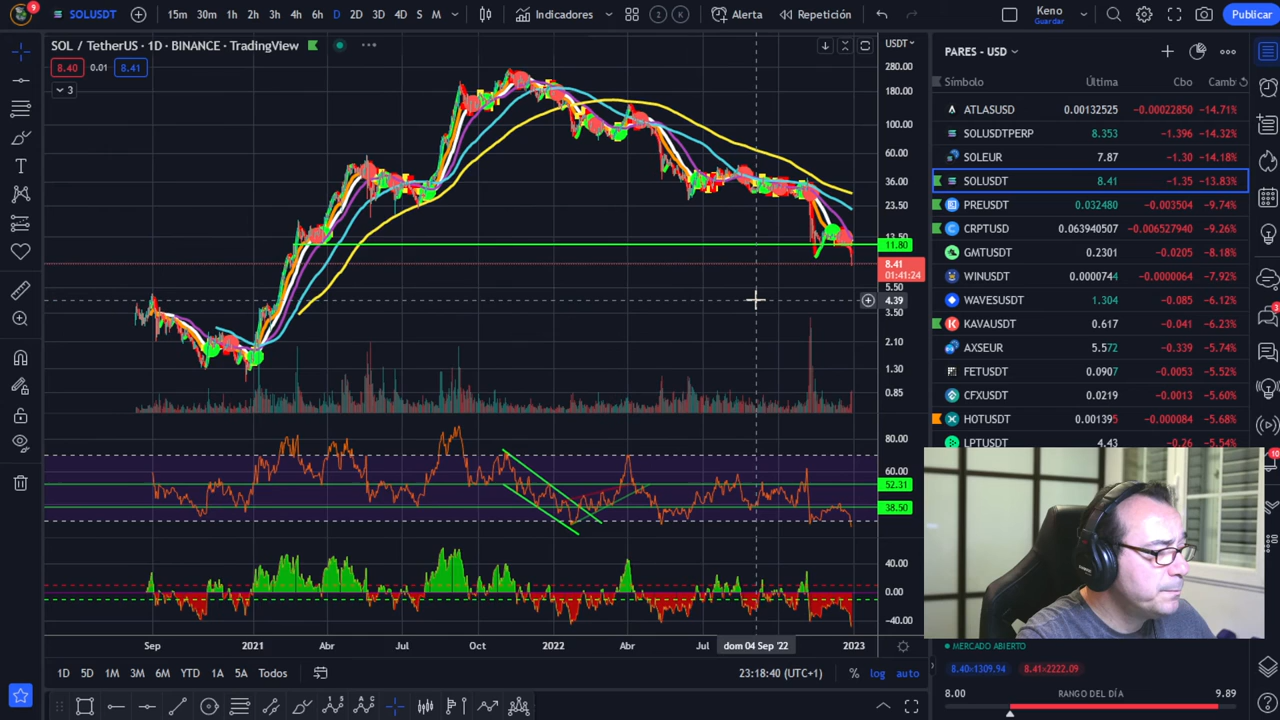 9
SOLUSDT
15m 30m 1h 2h 3h 4h 6h D 2D 3D 4D S M
Indicadores
2 K
Alerta
Repetición
Keno
Guardar
Publicar
SOL / TetherUS · 1D · BINANCE · TradingView
8.40 0.01 8.41
3
USDT
280.00
180.00
100.00
60.00
36.00
23.50
13.50
11.80
8.41
01:41:24
5.50
4.39
3.50
2.10
1.30
0.85
80.00
60.00
52.31
38.50
40.00
0.00
-40.00
Sep 2021 Abr Jul Oct 2022 Abr Jul dom 04 Sep '22 2023
1D 5D 1M 3M 6M YTD 1A 5A Todos
23:18:40 (UTC+1) % log auto
PARES - USD
Símbolo Última Cbo Camb
ATLASUSD 0.00132525 -0.00022850 -14.71%
SOLUSDTPERP 8.353 -1.396 -14.32%
SOLEUR 7.87 -1.30 -14.18%
SOLUSDT 8.41 -1.35 -13.83%
PREUSDT 0.032480 -0.003504 -9.74%
CRPTUSD 0.063940507 -0.006527940 -9.26%
GMTUSDT 0.2301 -0.0185 -7.44%
WINUSDT 0.0000744 -0.0000064 -7.92%
WAVESUSDT 1.304 -0.085 -6.12%
KAVAUSDT 0.617 -0.041 -6.23%
AXSEUR 5.572 -0.339 -5.74%
FETUSDT 0.0907 -0.0053 -5.52%
CFXUSDT 0.0219 -0.0013 -5.60%
HOTUSDT 0.001395 -0.000084 -5.68%
LPTUSDT 4.43 -0.26 -5.54%
3
10
MERCADO ABIERTO
8.40×1309.94 8.41×2222.09
8.00 RANGO DEL DÍA 9.89